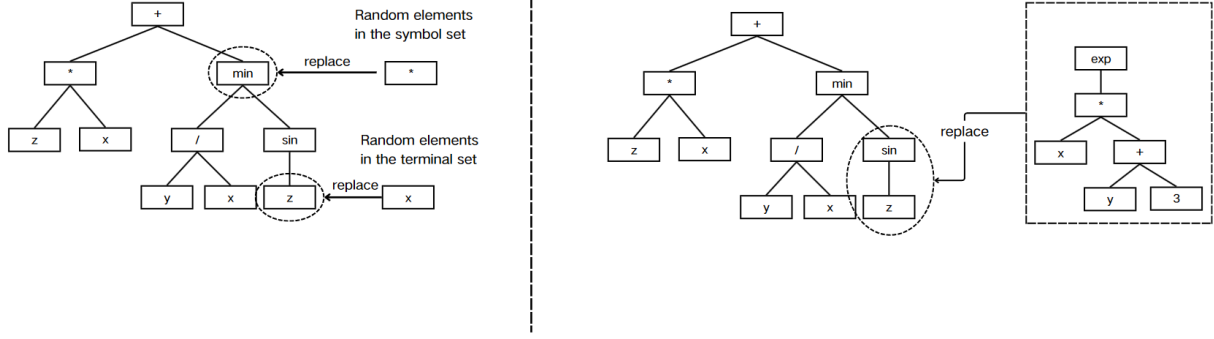 +
Random elements
in the symbol set
*
min
replace
*
z
x
/
sin
Random elements
in the terminal set
y
x
z
replace
x
+
*
min
z
x
/
sin
y
x
z
replace
exp
*
x
+
y
3